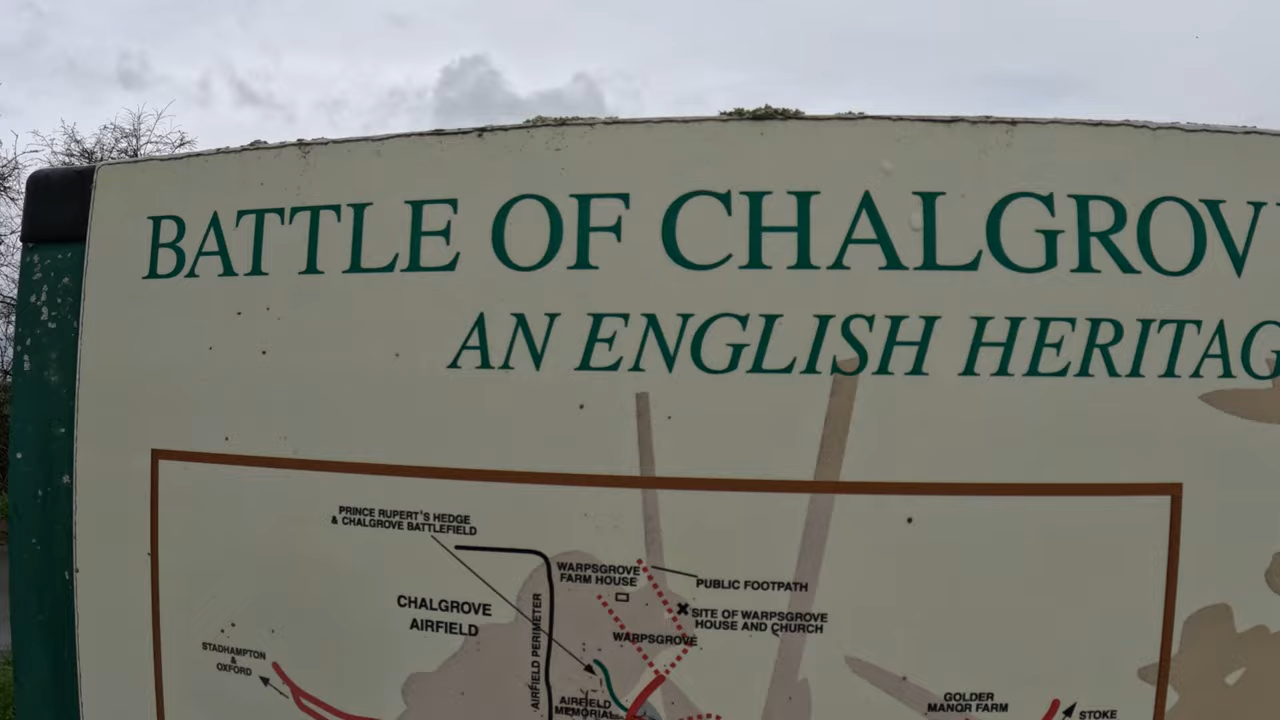 BATTLE OF CHALGROV
AN ENGLISH HERITAG
PRINCE RUPERT'S HEDGE
& CHALGROVE BATTLEFIELD
WARPSGROVE
FARM HOUSE
PUBLIC FOOTPATH
CHALGROVE
AIRFIELD
AIRFIELD PERIMETER
SITE OF WARPSGROVE
HOUSE AND CHURCH
WARPSGROVE
STADHAMPTON
&
OXFORD
AIRFIELD
MEMORIAL
GOLDER
MANOR FARM
STOKE